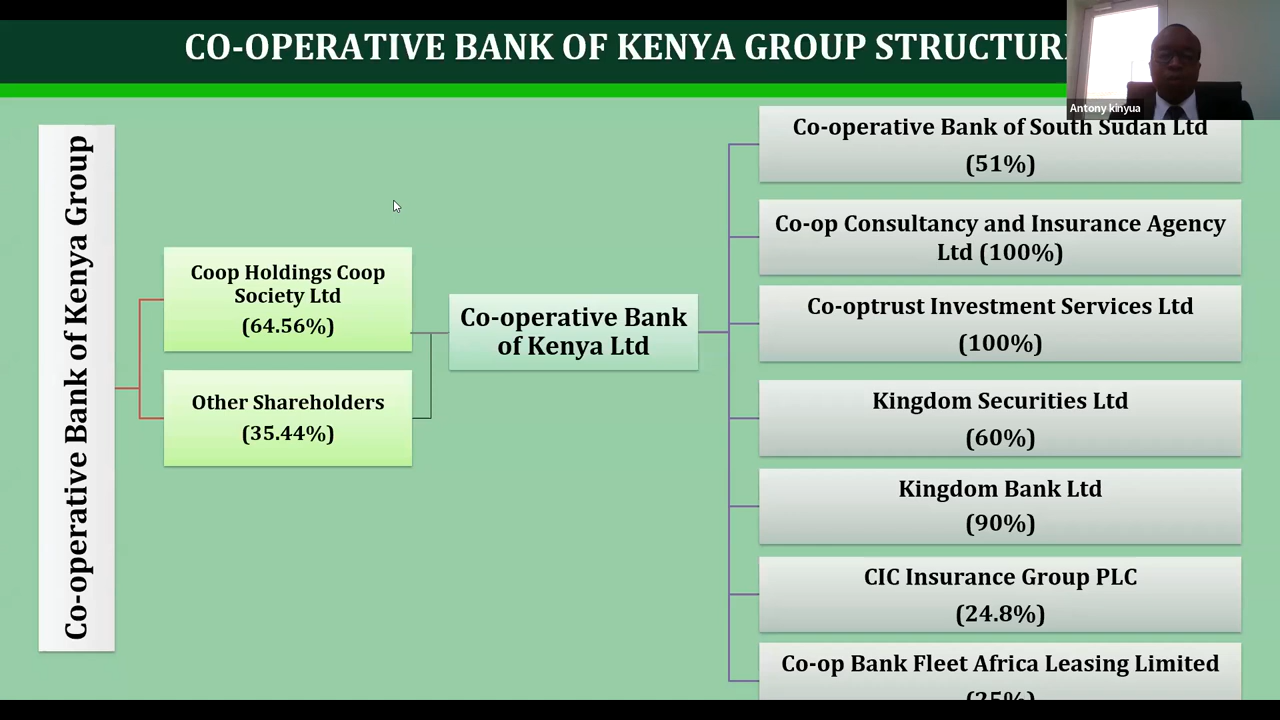 CO-OPERATIVE BANK OF KENYA GROUP STRUCTURE
Antony kinyua
Co-operative Bank of Kenya Group
Coop Holdings Coop
Society Ltd
(64.56%)
Other Shareholders
(35.44%)
Co-operative Bank
of Kenya Ltd
Co-operative Bank of South Sudan Ltd
(51%)
Co-op Consultancy and Insurance Agency
Ltd (100%)
Co-optrust Investment Services Ltd
(100%)
Kingdom Securities Ltd
(60%)
Kingdom Bank Ltd
(90%)
CIC Insurance Group PLC
(24.8%)
Co-op Bank Fleet Africa Leasing Limited